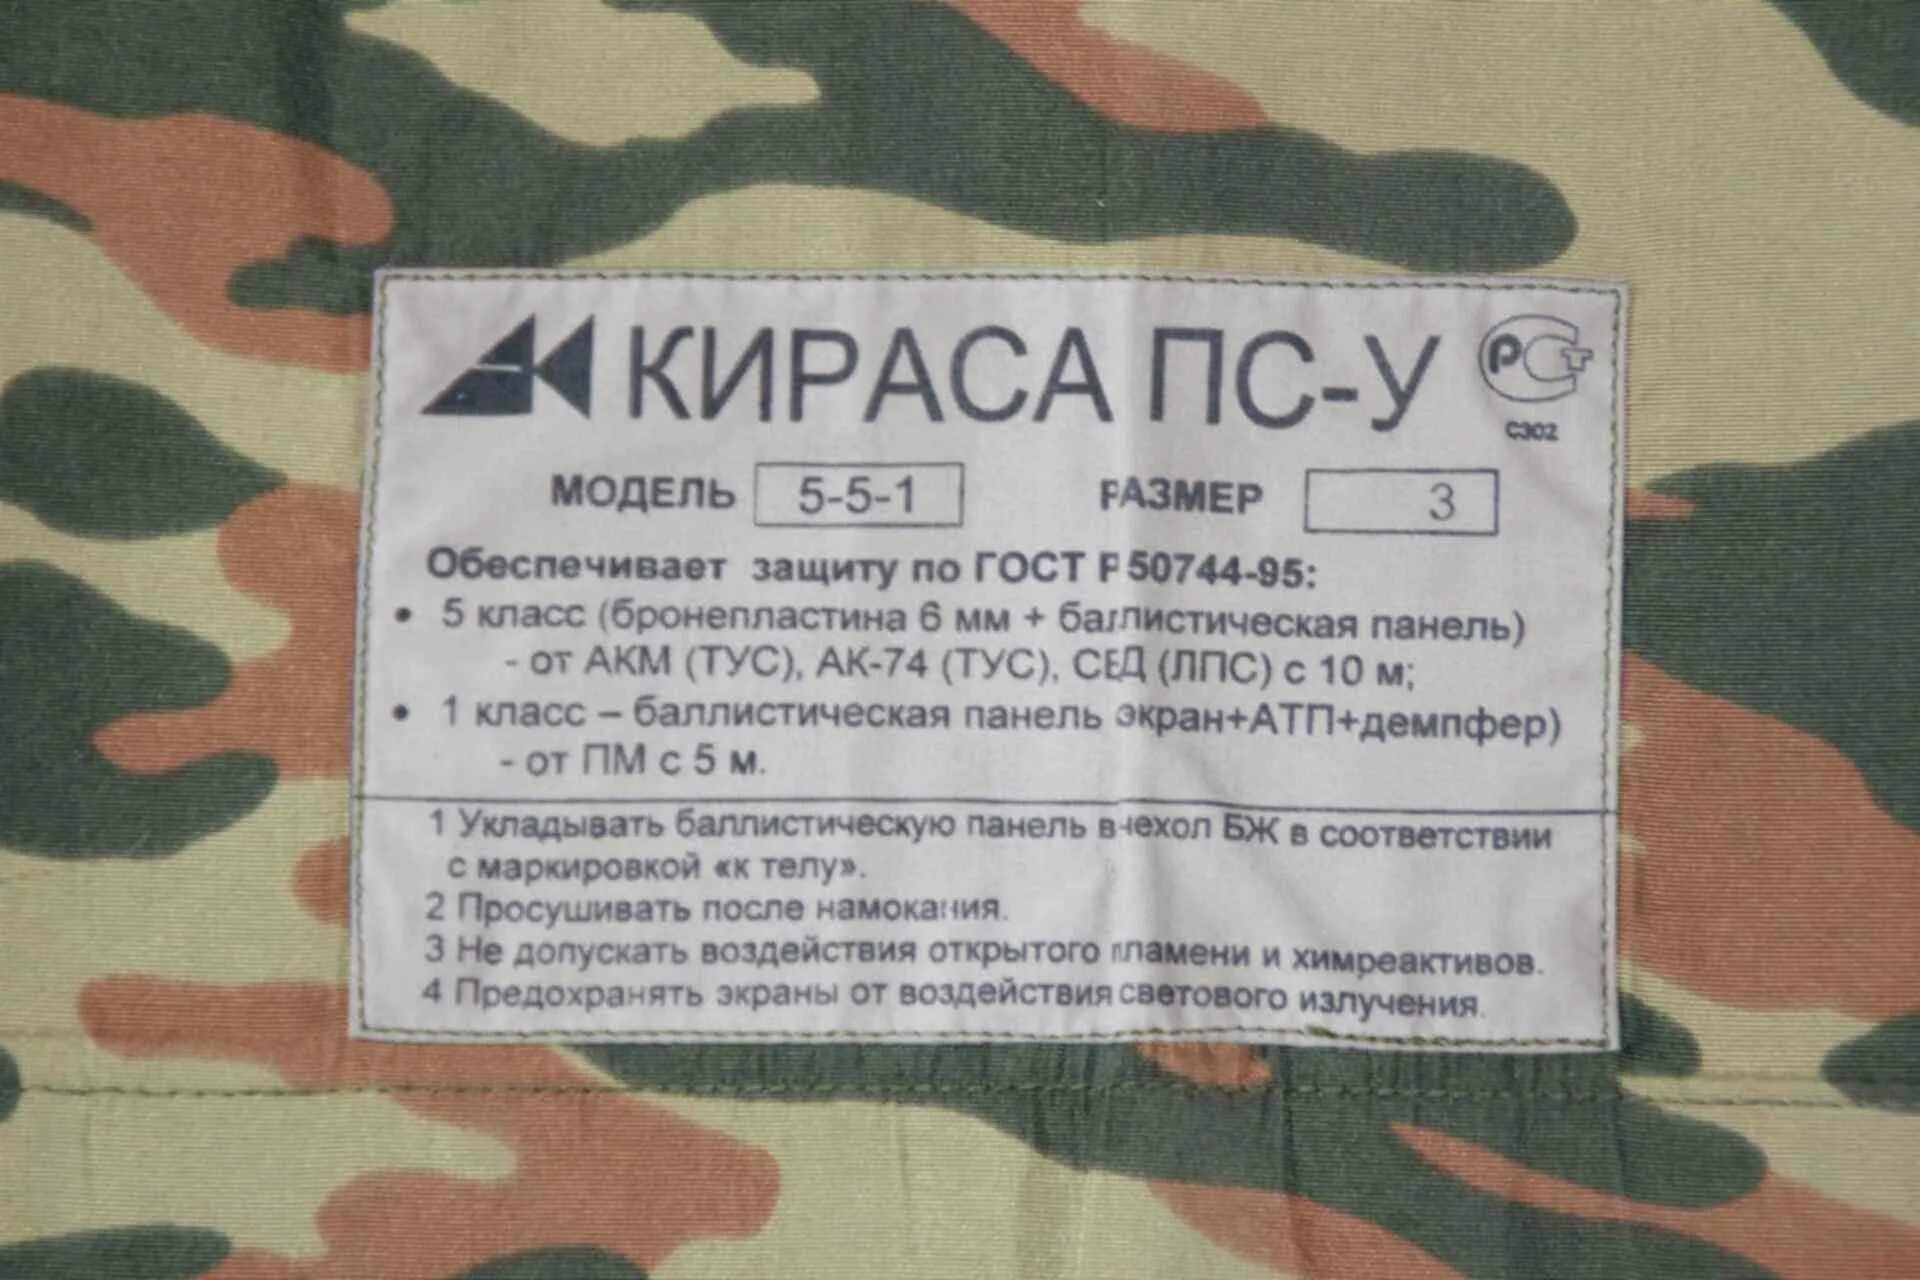 КИРАСА ПС-У
РСТ
СЭ02
МОДЕЛЬ 5-5-1 РАЗМЕР 3
Обеспечивает защиту по ГОСТ Р 50744-95:
• 5 класс (бронепластина 6 мм + баллистическая панель)
- от АКМ (ТУС), АК-74 (ТУС), СВД (ЛПС) с 10 м;
• 1 класс – баллистическая панель экран+АТП+демпфер)
- от ПМ с 5 м.
1 Укладывать баллистическую панель в чехол БЖ в соответствии
с маркировкой «к телу».
2 Просушивать после намокания.
3 Не допускать воздействия открытого пламени и химреактивов.
4 Предохранять экраны от воздействия светового излучения.